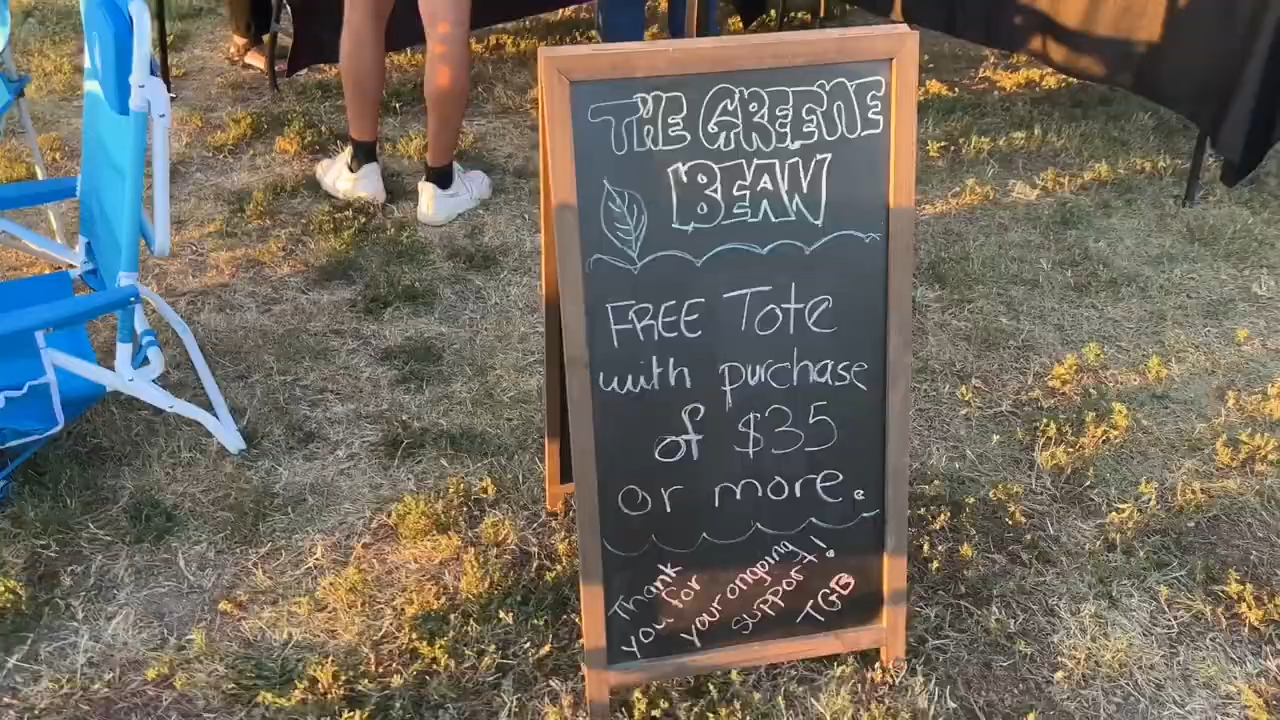 THE GREENE
BEAN
FREE Tote
with purchase
of $35
or more.
Thank
you for
your ongoing
support!
TGB